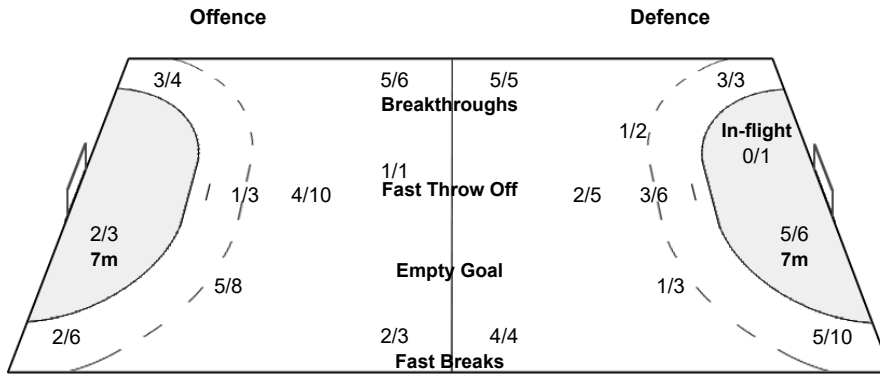 Offence Defence
3/4 5/6 5/5 3/3
Breakthroughs
1/2 In-flight
0/1
1/1
Fast Throw Off
1/3 4/10 2/5 3/6
2/3 5/6
7m 7m
Empty Goal
5/8 1/3
2/6 2/3 4/4 5/10
Fast Breaks